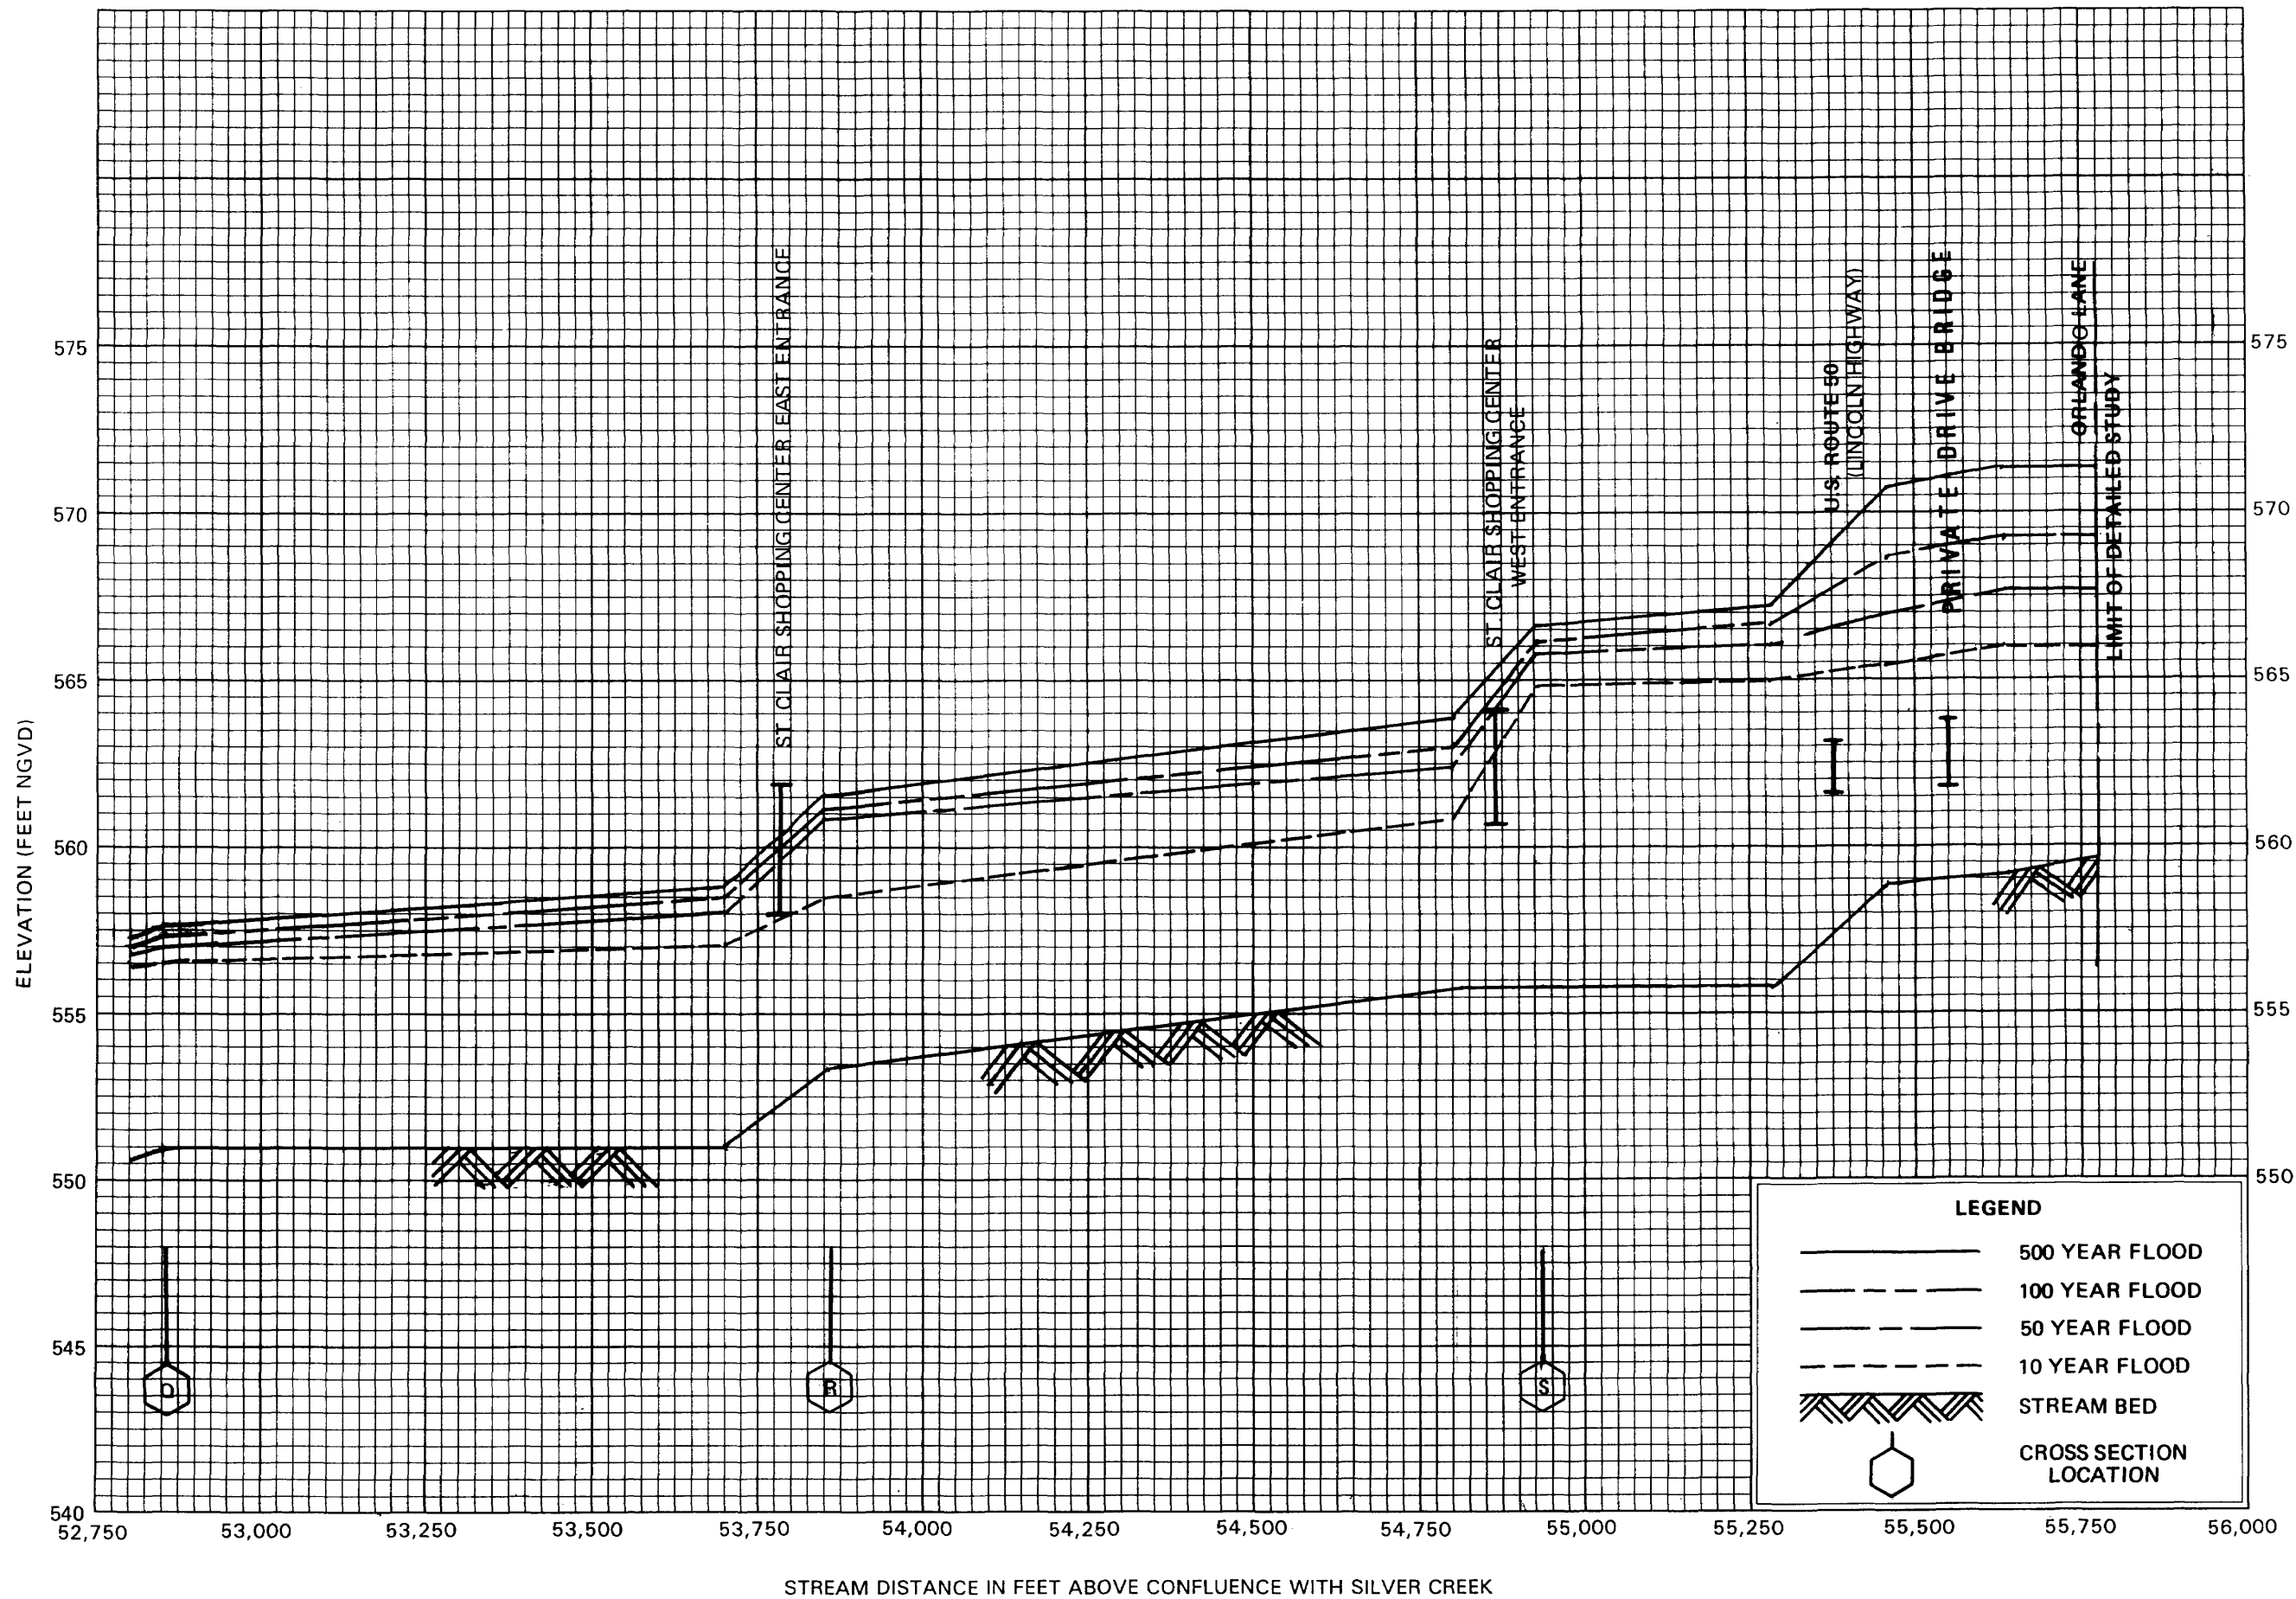 ST. CLAIR SHOPPING CENTER EAST ENTRANCE
ST. CLAIR SHOPPING CENTER
WEST ENTRANCE
U.S. ROUTE 50
(LINCOLN HIGHWAY)
PRIVATE DRIVE BRIDGE
ORLANDO LANE
LIMIT OF DETAILED STUDY
ELEVATION (FEET NGVD)
575
570
565
560
555
550
545
540
575
570
565
560
555
550
R
S
LEGEND
500 YEAR FLOOD
100 YEAR FLOOD
50 YEAR FLOOD
10 YEAR FLOOD
STREAM BED
CROSS SECTION
LOCATION
52,750 53,000 53,250 53,500 53,750 54,000 54,250 54,500 54,750 55,000 55,250 55,500 55,750 56,000
STREAM DISTANCE IN FEET ABOVE CONFLUENCE WITH SILVER CREEK